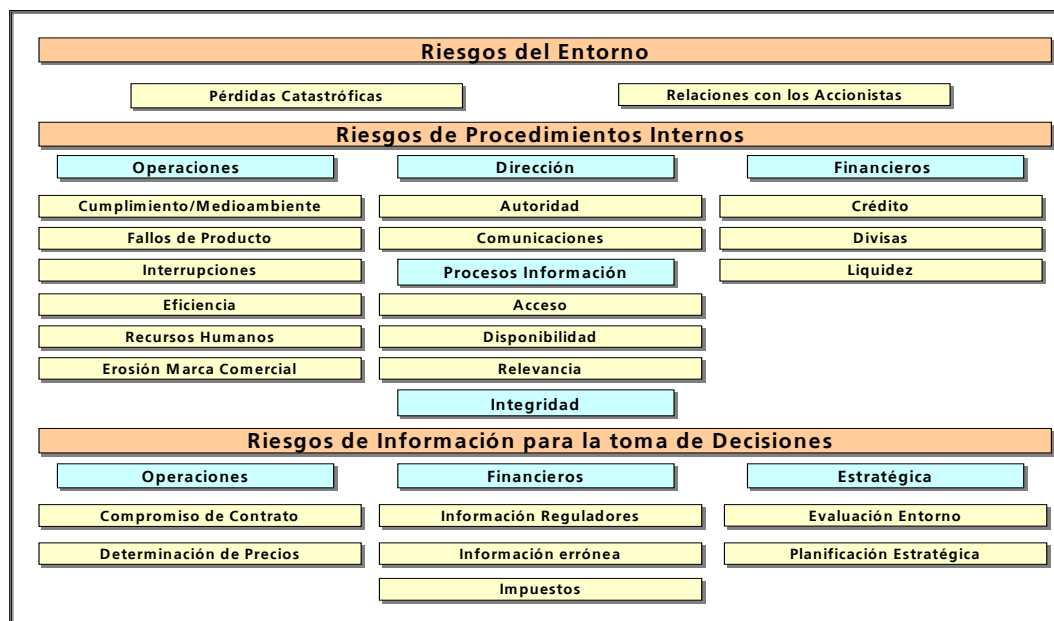 Riesgos del Entorno
Pérdidas Catastróficas
Relaciones con los Accionistas
Riesgos de Procedimientos Internos
Operaciones
Dirección
Financieros
Cumplimiento/Medioambiente
Autoridad
Crédito
Fallos de Producto
Comunicaciones
Divisas
Interrupciones
Procesos Información
Liquidez
Eficiencia
Acceso
Recursos Humanos
Disponibilidad
Erosión Marca Comercial
Relevancia
Integridad
Riesgos de Información para la toma de Decisiones
Operaciones
Financieros
Estratégica
Compromiso de Contrato
Información Reguladores
Evaluación Entorno
Determinación de Precios
Información errónea
Planificación Estratégica
Impuestos